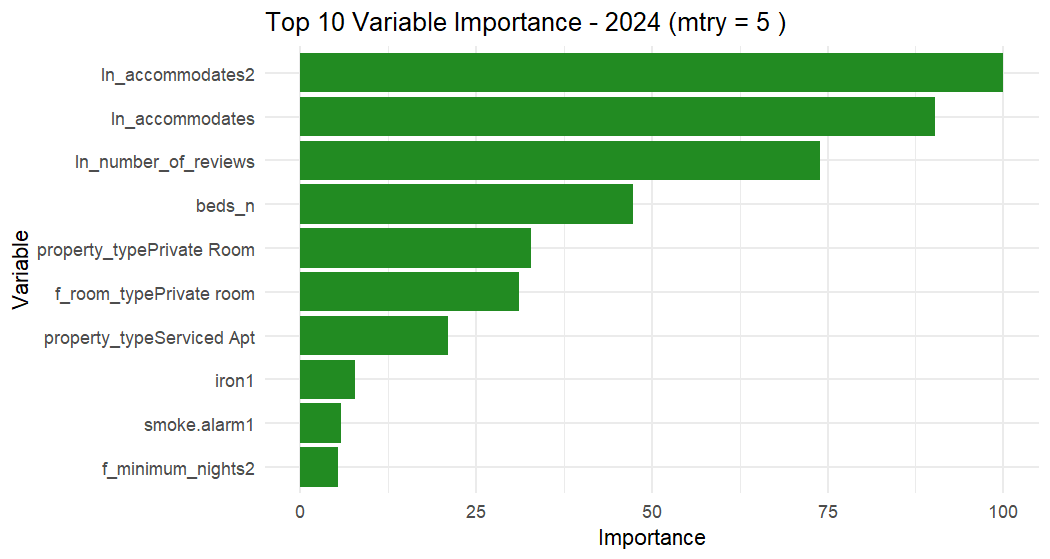 Top 10 Variable Importance - 2024 (mtry = 5 )
ln_accommodates2
ln_accommodates
ln_number_of_reviews
beds_n
property_typePrivate Room
f_room_typePrivate room
property_typeServiced Apt
iron1
smoke.alarm1
f_minimum_nights2
Variable
0 25 50 75 100
Importance